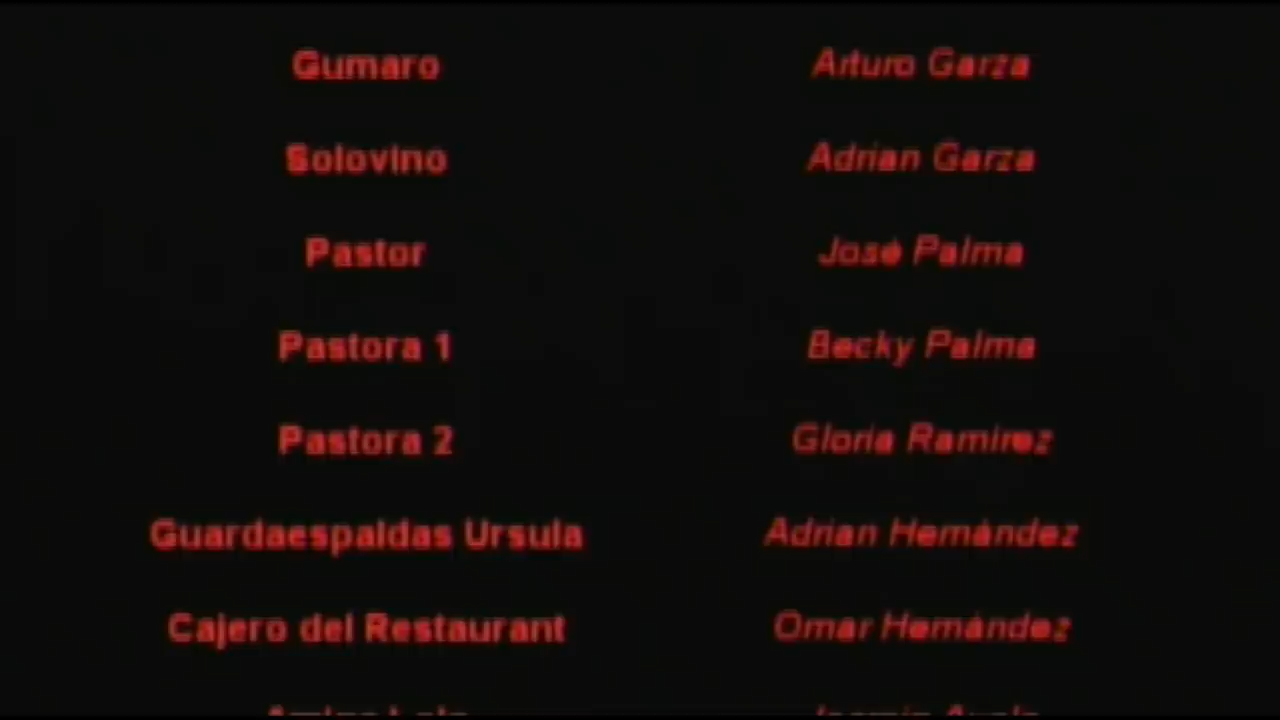 Gumaro Arturo Garza
Solovino Adrian Garza
Pastor José Palma
Pastora 1 Becky Palma
Pastora 2 Gloria Ramirez
Guardaespaldas Ursula Adrian Hernández
Cajero del Restaurant Omar Hernández